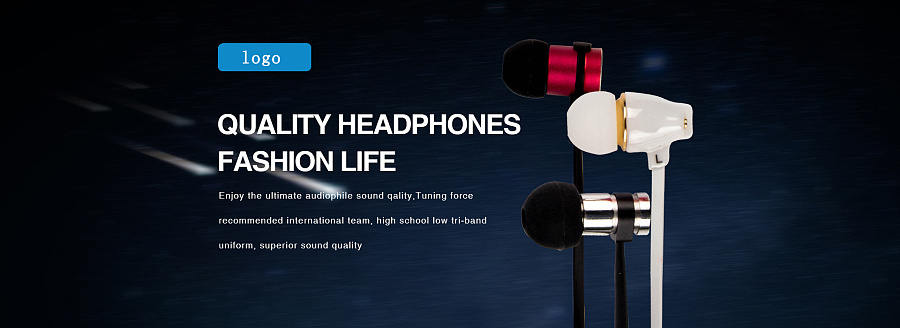 logo
QUALITY HEADPHONES
FASHION LIFE
Enjoy the ultimate audiophile sound qality,Tuning force
recommended international team, high school low tri-band
uniform, superior sound quality
L